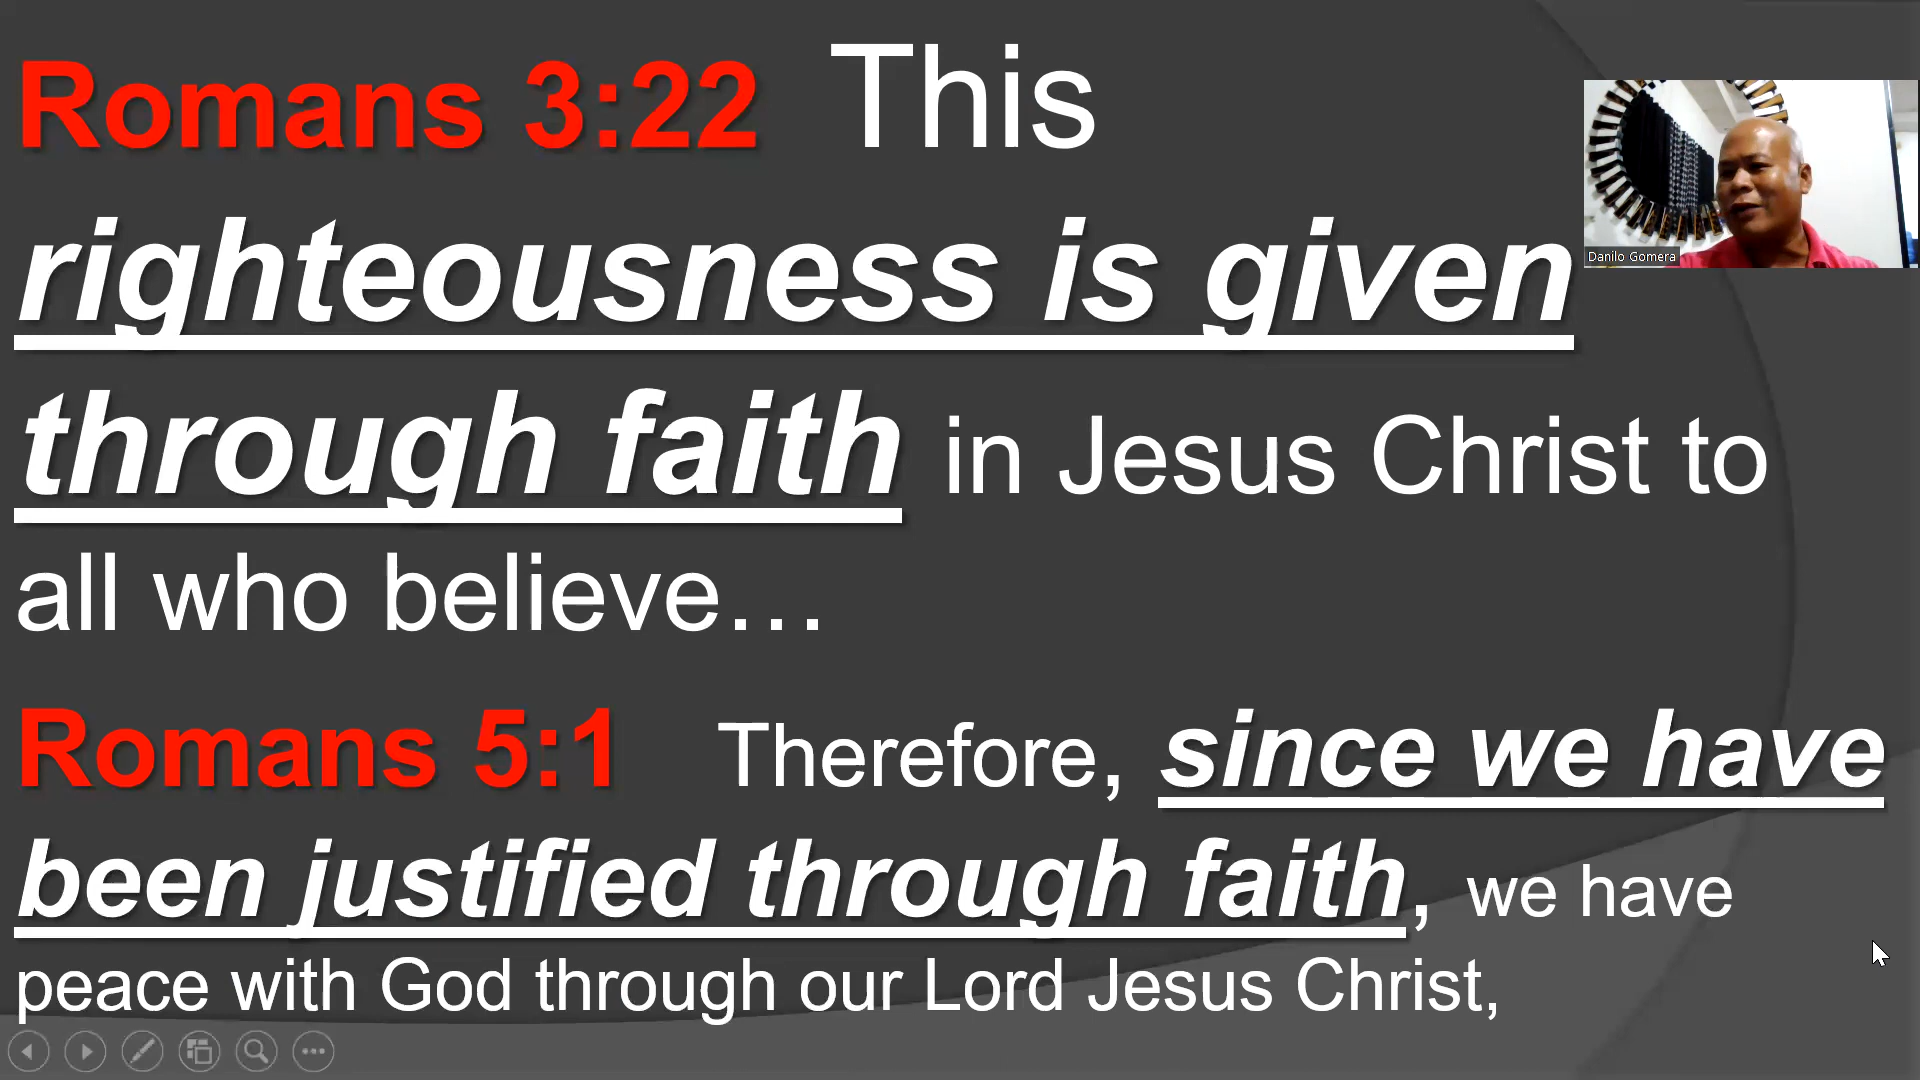 Romans 3:22 This
righteousness is given
through faith in Jesus Christ to
all who believe…
Romans 5:1 Therefore, since we have
been justified through faith, we have
peace with God through our Lord Jesus Christ,
Danilo Gomera